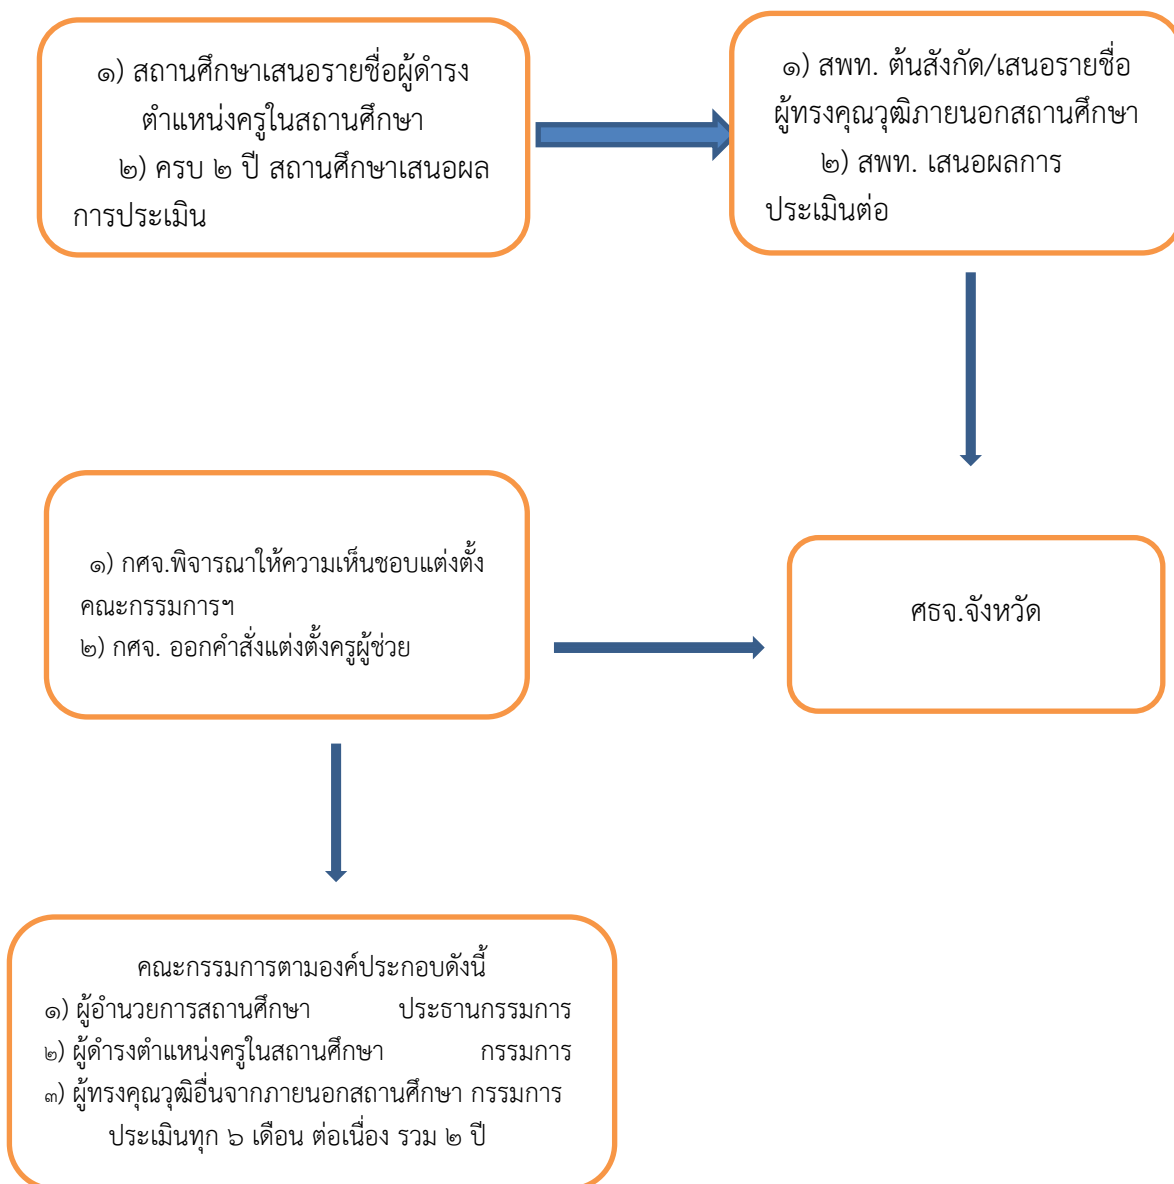 ๑) สถานศึกษาเสนอรายชื่อผู้ดำรง
ตำแหน่งครูในสถานศึกษา
๒) ครบ ๒ ปี สถานศึกษาเสนอผล
การประเมิน
๑) สพท. ต้นสังกัด/เสนอรายชื่อ
ผู้ทรงคุณวุฒิภายนอกสถานศึกษา
๒) สพท. เสนอผลการ
ประเมินต่อ
๑) กศจ.พิจารณาให้ความเห็นชอบแต่งตั้ง
คณะกรรมการฯ
๒) กศจ. ออกคำสั่งแต่งตั้งครูผู้ช่วย
ศธจ.จังหวัด
คณะกรรมการตามองค์ประกอบดังนี้
๑) ผู้อำนวยการสถานศึกษา ประธานกรรมการ
๒) ผู้ดำรงตำแหน่งครูในสถานศึกษา กรรมการ
๓) ผู้ทรงคุณวุฒิอื่นจากภายนอกสถานศึกษา กรรมการ
ประเมินทุก ๖ เดือน ต่อเนื่อง รวม ๒ ปี